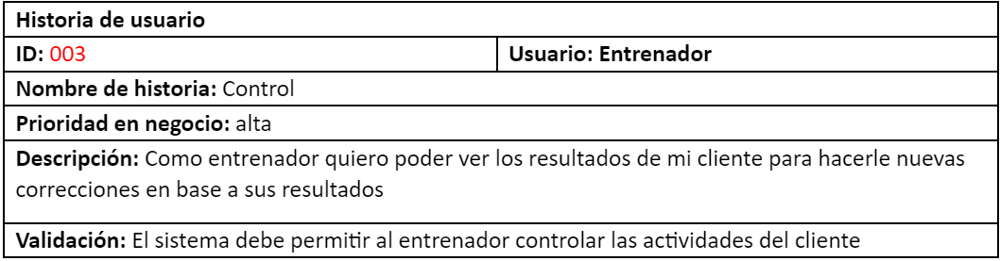 Historia de usuario
ID: 003
Usuario: Entrenador
Nombre de historia: Control
Prioridad en negocio: alta
Descripción: Como entrenador quiero poder ver los resultados de mi cliente para hacerle nuevas
correcciones en base a sus resultados
Validación: El sistema debe permitir al entrenador controlar las actividades del cliente